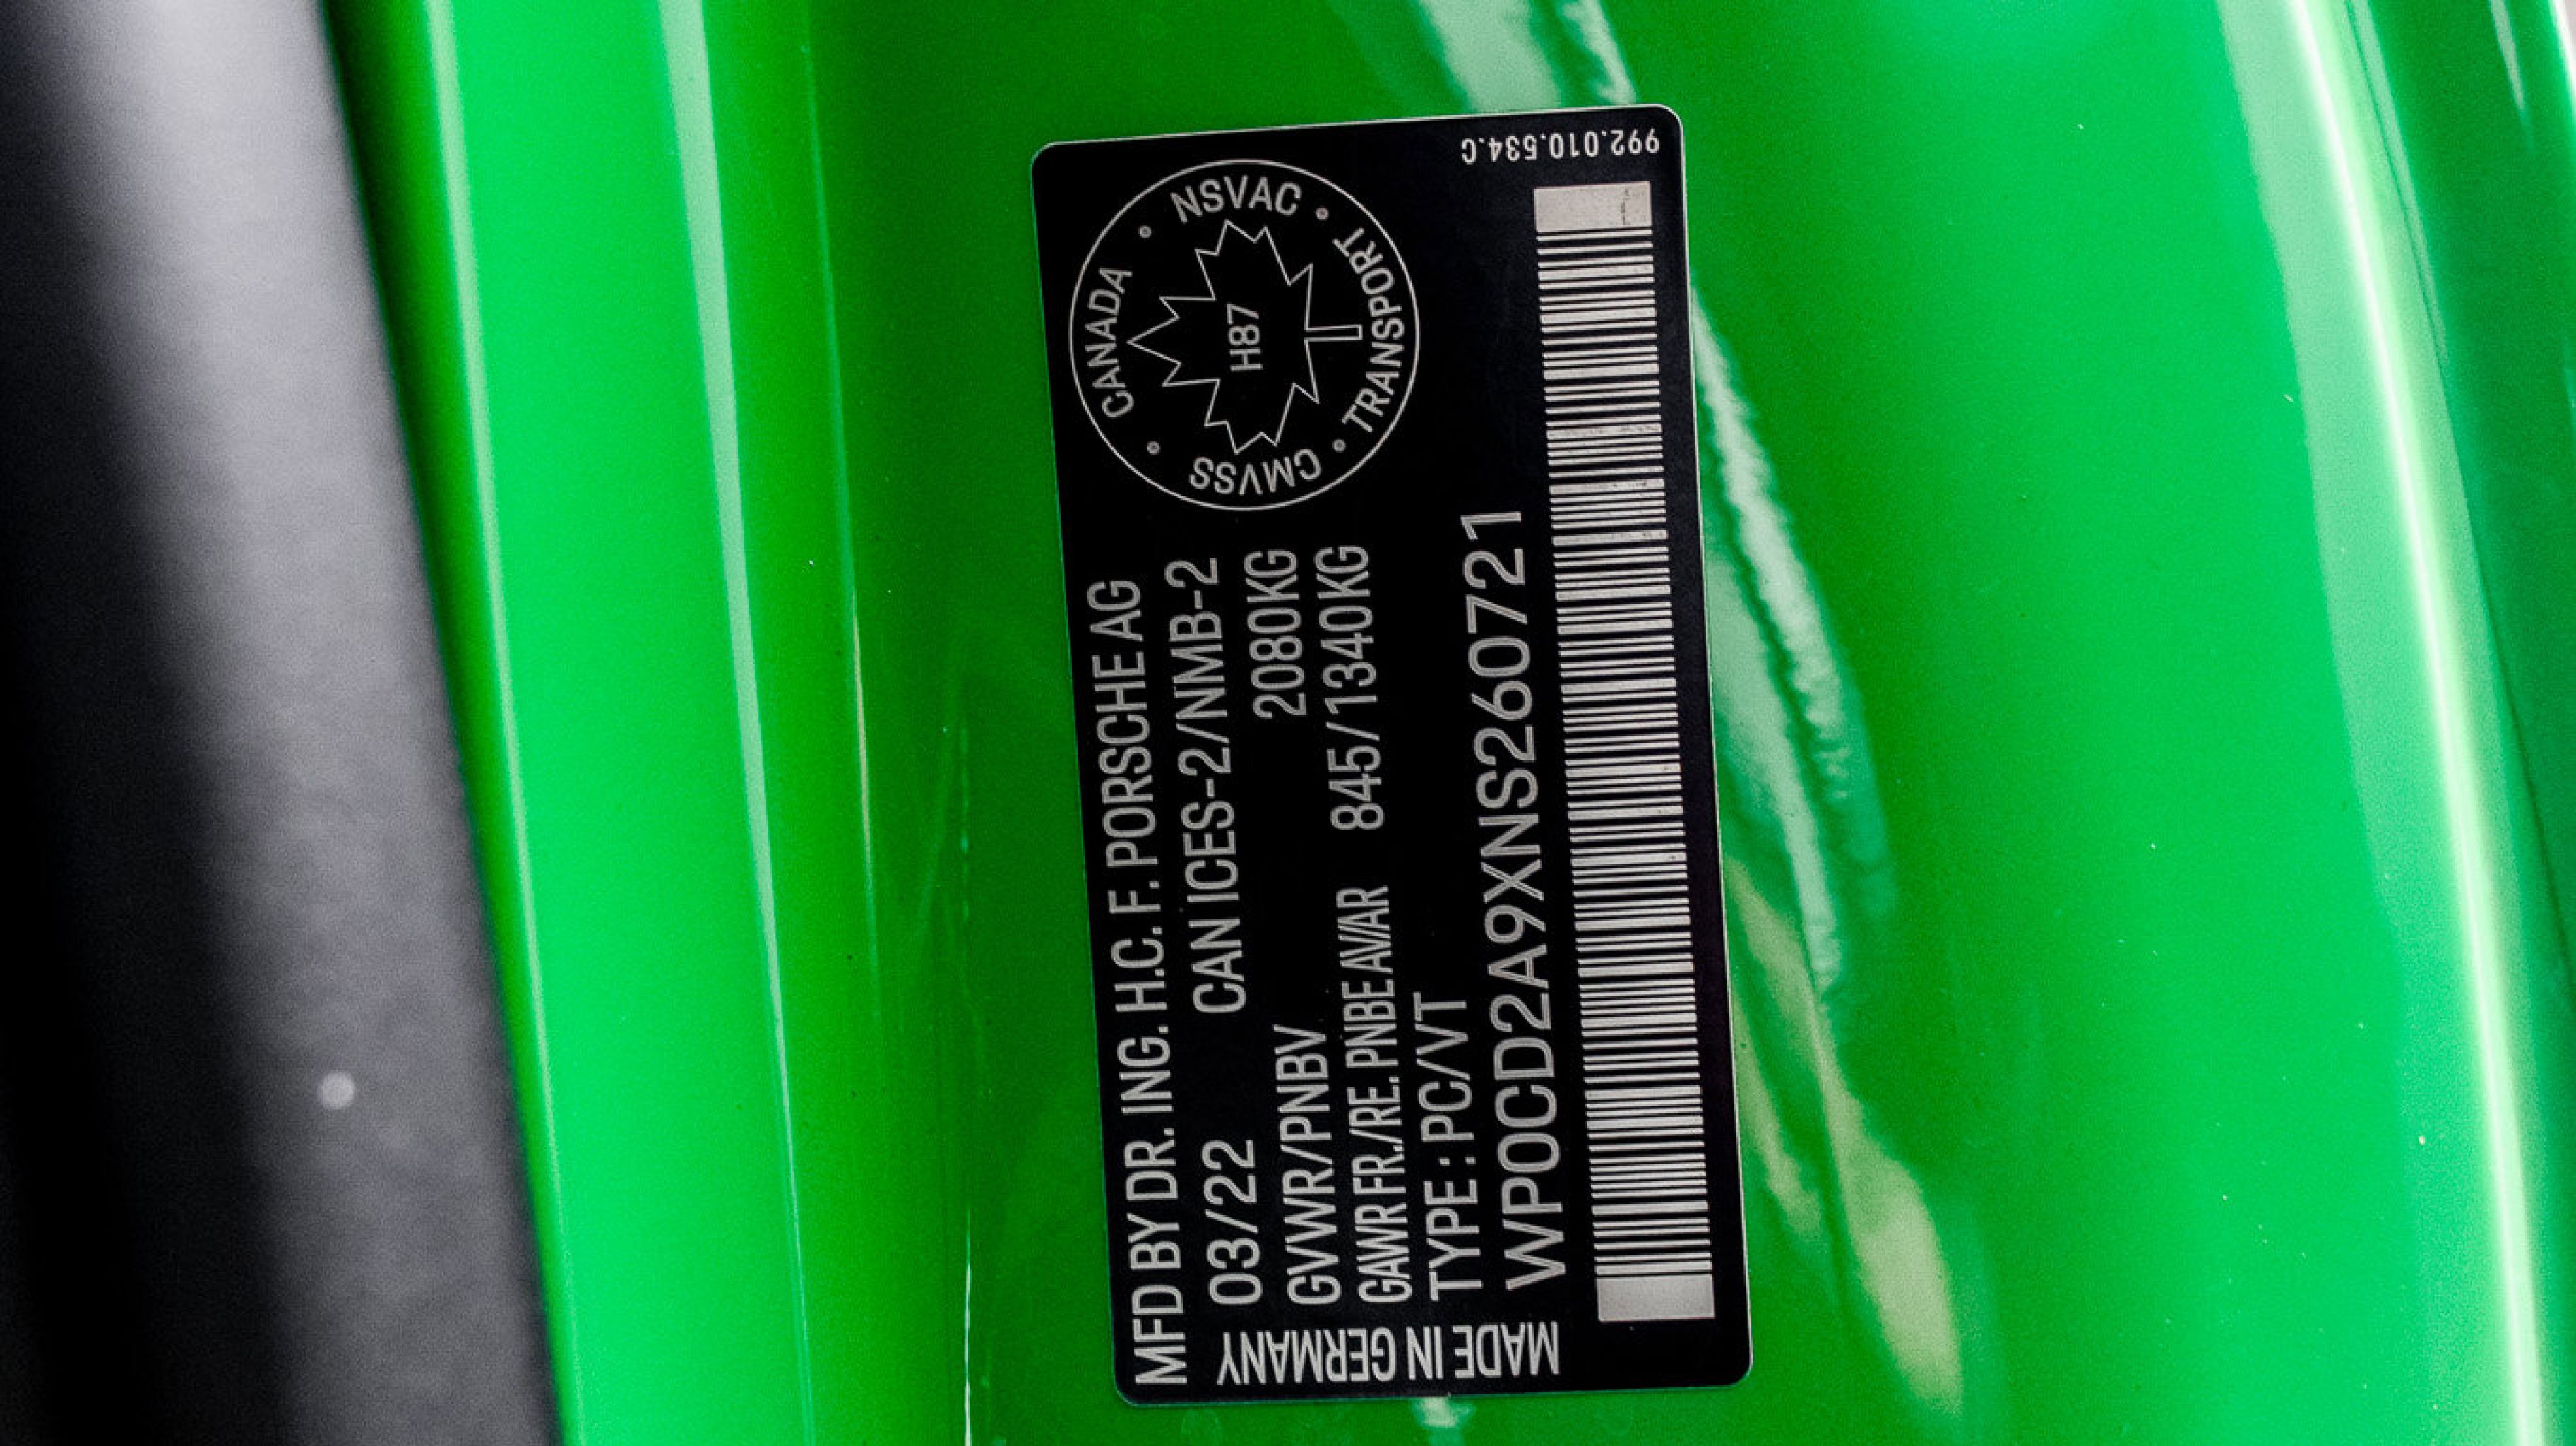 MFD BY DR. ING. H.C. F. PORSCHE AG
03/22 CAN ICES-2/NMB-2
GVWR/PNBV 2080KG
GAWR FR./RE. PNBE AV/AR 845/1340KG
TYPE : PC/VT
WP0CD2A9XNS260721
MADE IN GERMANY
CANADA
NSVAC
TRANSPORT
CMVSS
H87
992.010.534.C